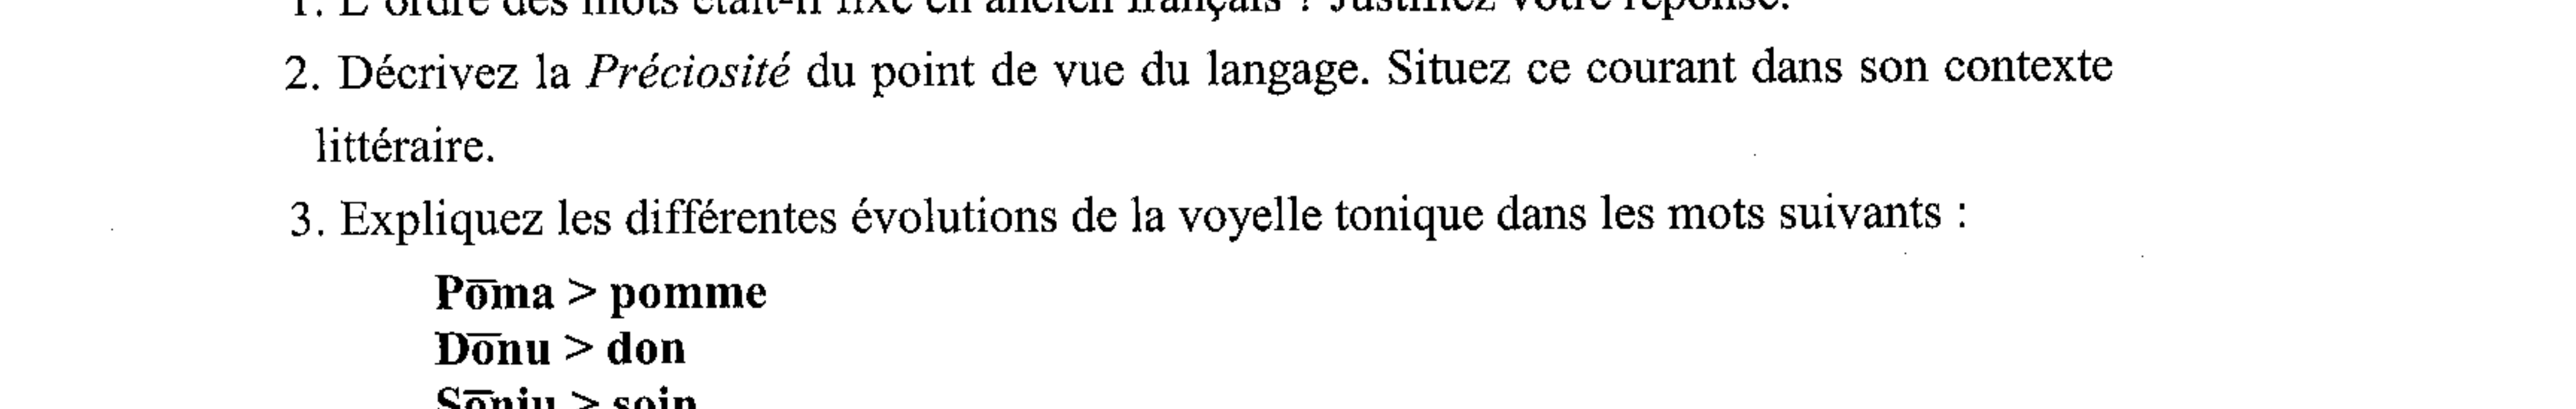 1. L'ordre des mots était-il fixe en ancien français ? Justifiez votre réponse.
2. Décrivez la Préciosité du point de vue du langage. Situez ce courant dans son contexte
littéraire.
3. Expliquez les différentes évolutions de la voyelle tonique dans les mots suivants :
Pōma > pomme
Dōnu > don
Sōniu > soin